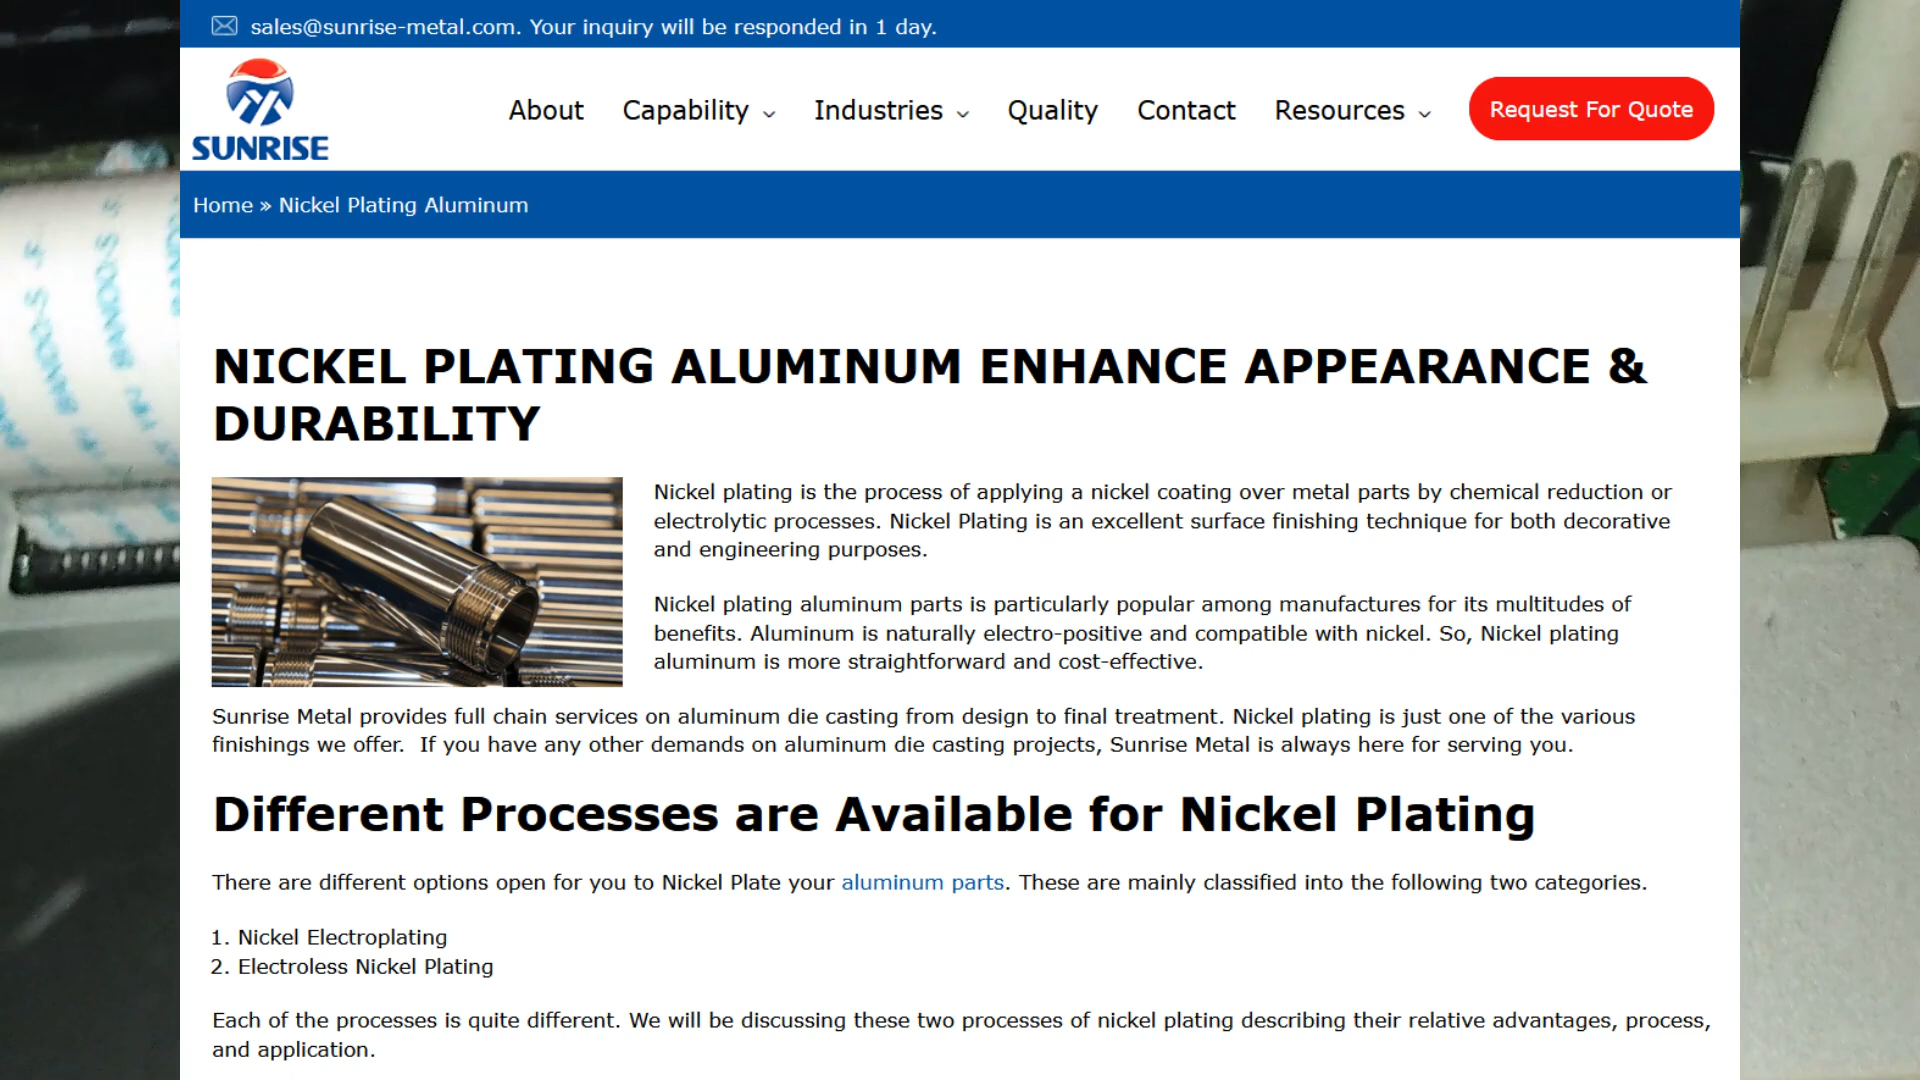 sales@sunrise-metal.com. Your inquiry will be responded in 1 day.
SUNRISE
About Capability Industries Quality Contact Resources Request For Quote
Home » Nickel Plating Aluminum
NICKEL PLATING ALUMINUM ENHANCE APPEARANCE &
DURABILITY
Nickel plating is the process of applying a nickel coating over metal parts by chemical reduction or
electrolytic processes. Nickel Plating is an excellent surface finishing technique for both decorative
and engineering purposes.
Nickel plating aluminum parts is particularly popular among manufactures for its multitudes of
benefits. Aluminum is naturally electro-positive and compatible with nickel. So, Nickel plating
aluminum is more straightforward and cost-effective.
Sunrise Metal provides full chain services on aluminum die casting from design to final treatment. Nickel plating is just one of the various
finishings we offer.  If you have any other demands on aluminum die casting projects, Sunrise Metal is always here for serving you.
Different Processes are Available for Nickel Plating
There are different options open for you to Nickel Plate your aluminum parts. These are mainly classified into the following two categories.
1. Nickel Electroplating
2. Electroless Nickel Plating
Each of the processes is quite different. We will be discussing these two processes of nickel plating describing their relative advantages, process,
and application.